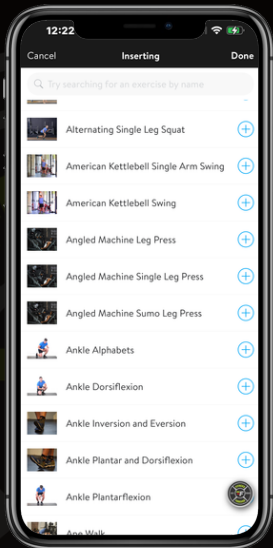 12:22
Cancel Inserting Done
Try searching for an exercise by name
Alternating Single Leg Squat
American Kettlebell Single Arm Swing
American Kettlebell Swing
Angled Machine Leg Press
Angled Machine Single Leg Press
Angled Machine Sumo Leg Press
Ankle Alphabets
Ankle Dorsiflexion
Ankle Inversion and Eversion
Ankle Plantar and Dorsiflexion
Ankle Plantarflexion
Ape Walk